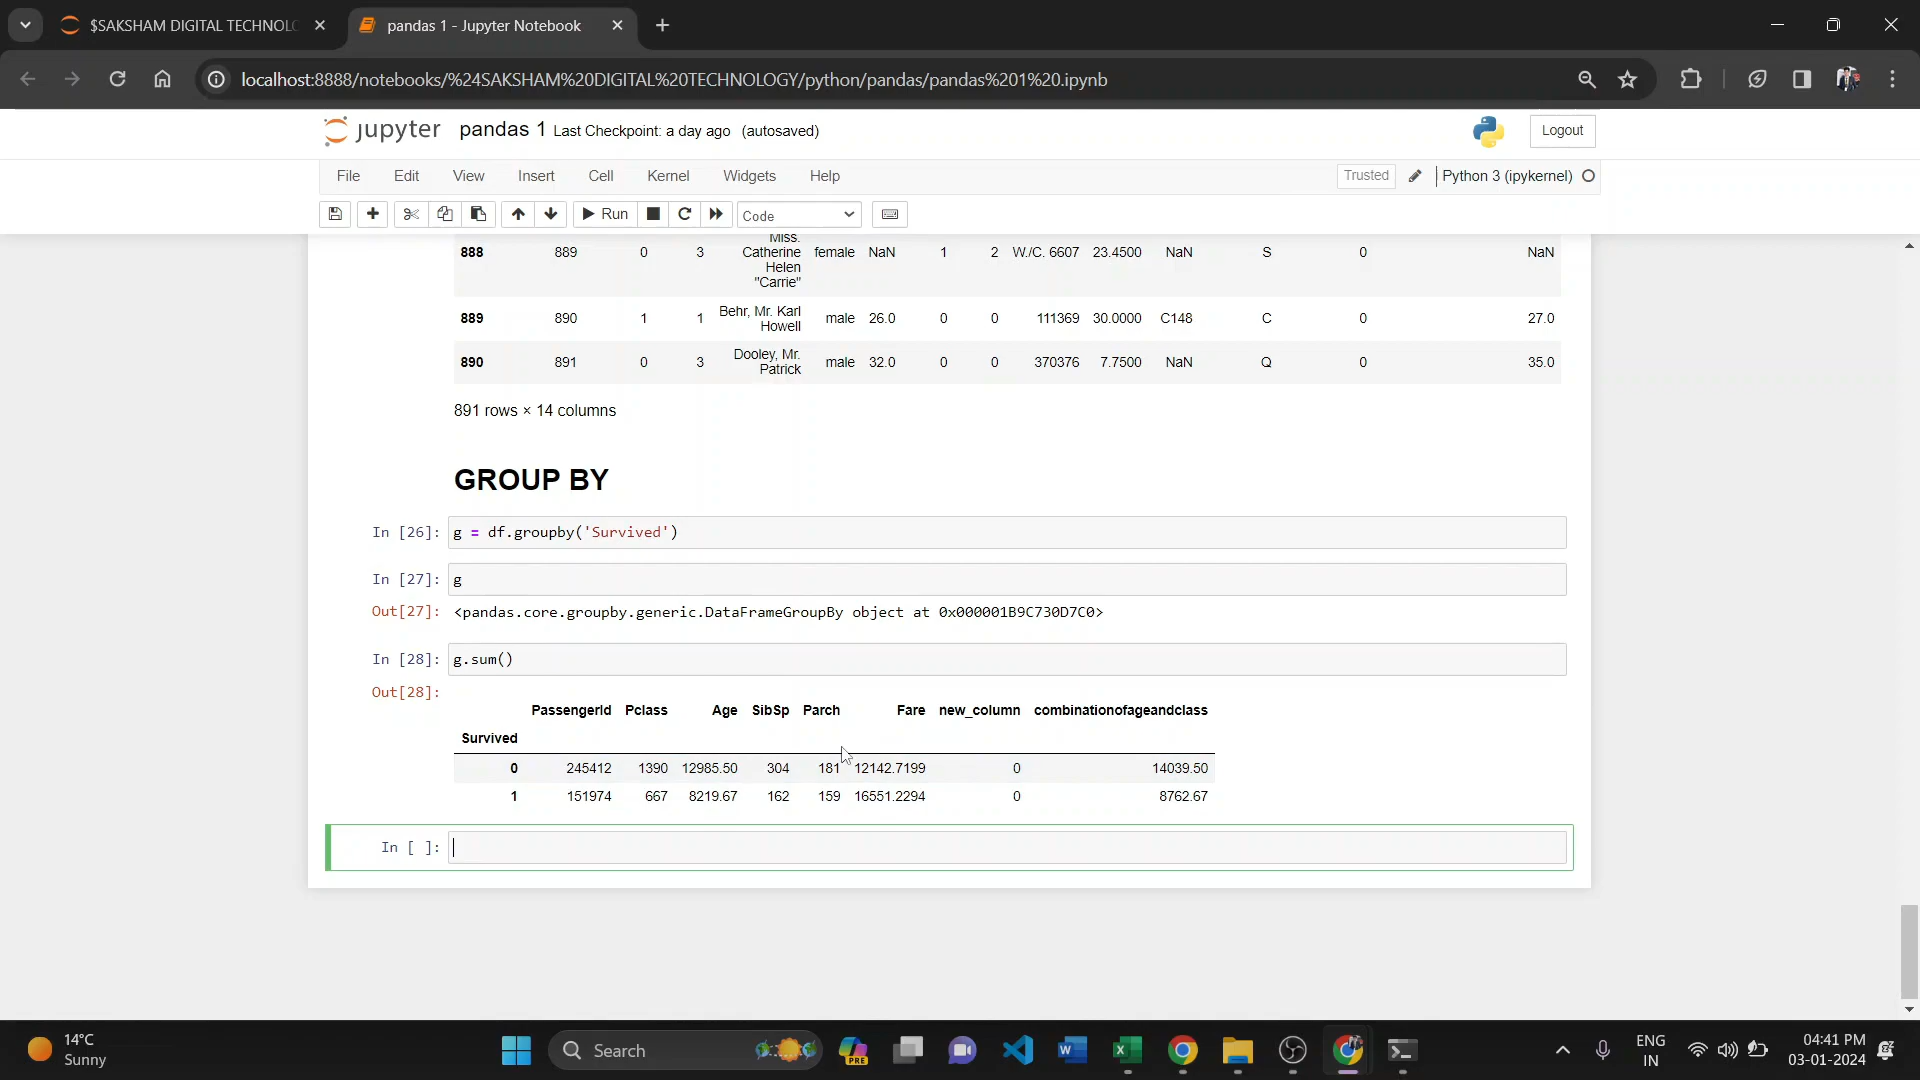 $SAKSHAM DIGITAL TECHNOLO
pandas 1 - Jupyter Notebook
localhost:8888/notebooks/%24SAKSHAM%20DIGITAL%20TECHNOLOGY/python/pandas/pandas%201%20.ipynb
jupyter pandas 1 Last Checkpoint: a day ago (autosaved)
Logout
File Edit View Insert Cell Kernel Widgets Help
Trusted Python 3 (ipykernel)
Run Code
888 889 0 3 Miss. Catherine Helen "Carrie" female NaN 1 2 W./C. 6607 23.4500 NaN S 0 NaN
889 890 1 1 Behr, Mr. Karl Howell male 26.0 0 0 111369 30.0000 C148 C 0 27.0
890 891 0 3 Dooley, Mr. Patrick male 32.0 0 0 370376 7.7500 NaN Q 0 35.0
891 rows × 14 columns
GROUP BY
In [26]: g = df.groupby('Survived')
In [27]: g
Out[27]: <pandas.core.groupby.generic.DataFrameGroupBy object at 0x000001B9C730D7C0>
In [28]: g.sum()
Out[28]:
PassengerId Pclass Age SibSp Parch Fare new_column combinationofageandclass
Survived
0 245412 1390 12985.50 304 181 12142.7199 0 14039.50
1 151974 667 8219.67 162 159 16551.2294 0 8762.67
In [ ]:
14°C
Sunny
Search
PRE
ENG
IN
04:41 PM
03-01-2024